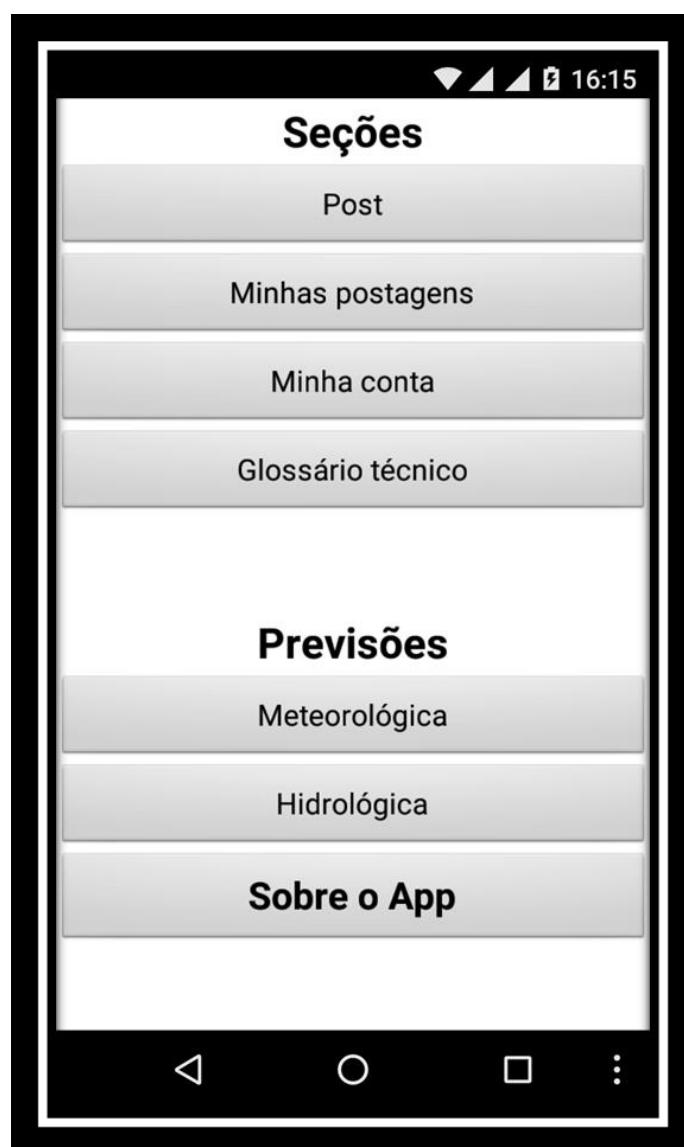 16:15
Seções
Post
Minhas postagens
Minha conta
Glossário técnico
Previsões
Meteorológica
Hidrológica
Sobre o App